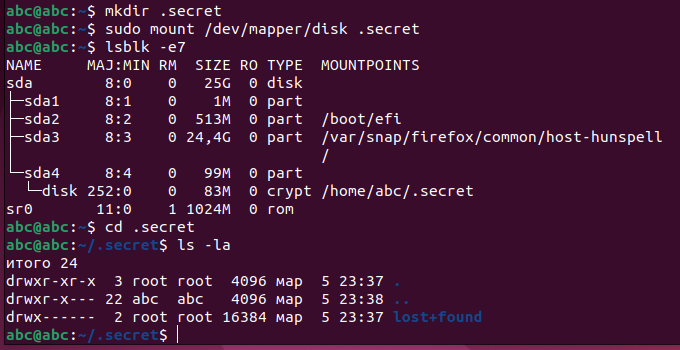 abc@abc:~$ mkdir .secret
abc@abc:~$ sudo mount /dev/mapper/disk .secret
abc@abc:~$ lsblk -e7
NAME     MAJ:MIN RM   SIZE RO TYPE  MOUNTPOINTS
sda        8:0    0    25G  0 disk
├─sda1     8:1    0     1M  0 part
├─sda2     8:2    0   513M  0 part  /boot/efi
├─sda3     8:3    0  24,4G  0 part  /var/snap/firefox/common/host-hunspell
│                                   /
└─sda4     8:4    0    99M  0 part
  └─disk 252:0    0    83M  0 crypt /home/abc/.secret
sr0       11:0    1  1024M  0 rom
abc@abc:~$ cd .secret
abc@abc:~/.secret$ ls -la
итого 24
drwxr-xr-x  3 root root  4096 мар  5 23:37 .
drwxr-x--- 22 abc  abc   4096 мар  5 23:38 ..
drwx------  2 root root 16384 мар  5 23:37 lost+found
abc@abc:~/.secret$